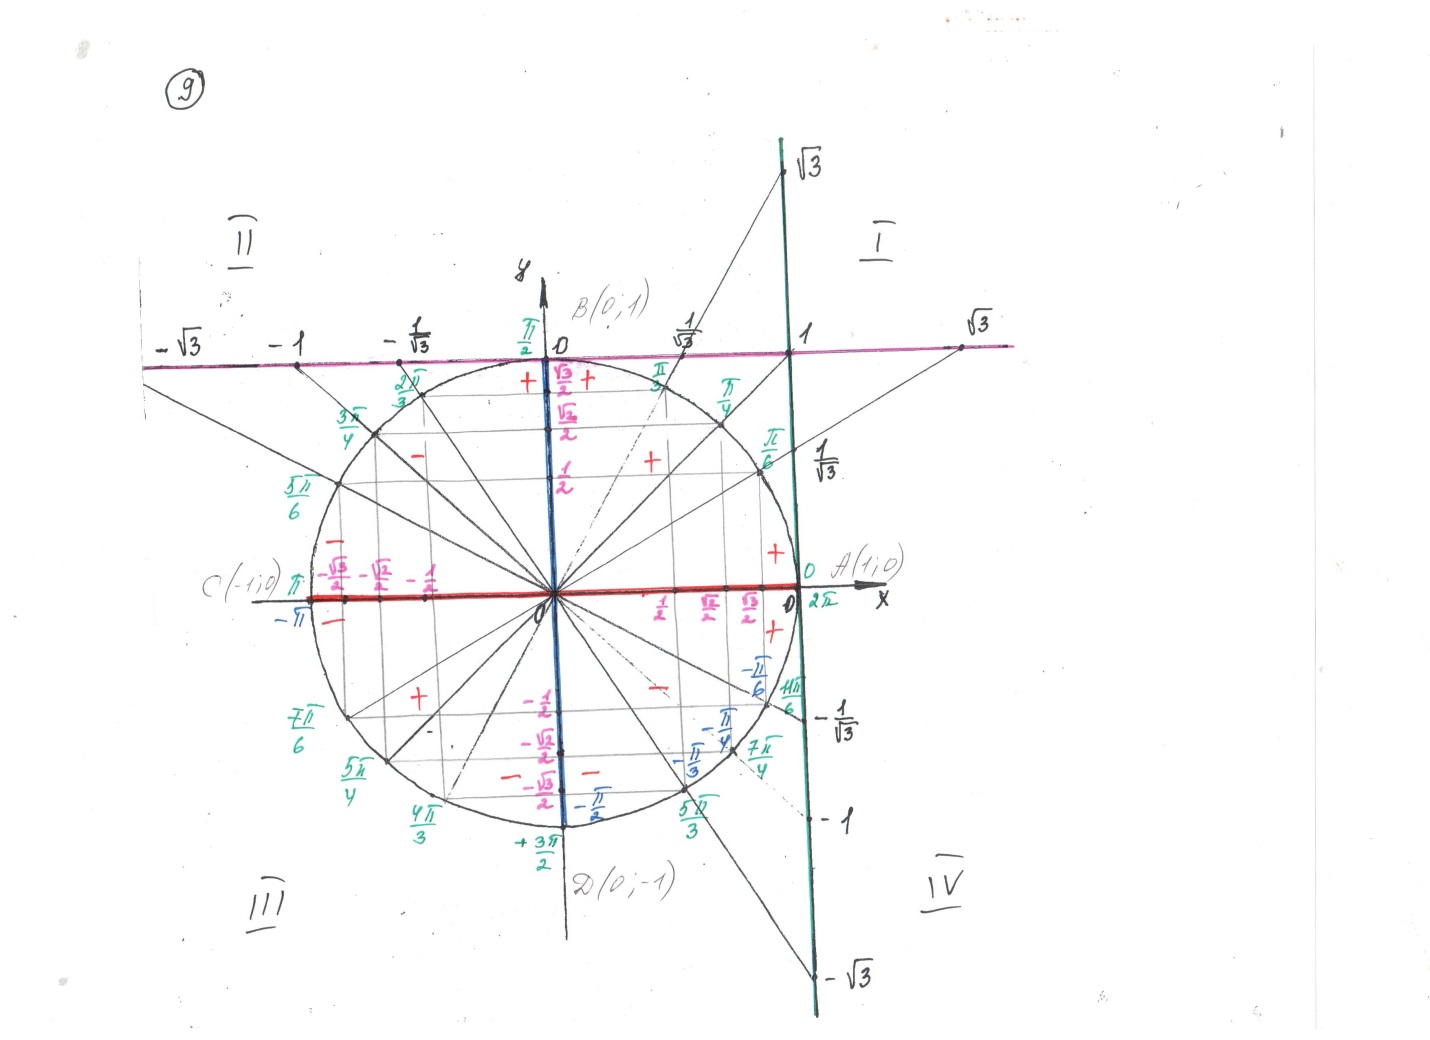 9
√3
II
I
y
B(0;1)
-√3
-1
-1/√3
π/2
0
1/√3
1
√3
+
√3/2
+
2π/3
π/3
3π/4
√2/2
π/4
-
+
π/6
1/√3
5π/6
1/2
-
+
C(-1;0)
π
-√3/2
-√2/2
-1/2
0
A(1;0)
-π
-
0
1/2
√2/2
√3/2
0
2π
x
+
-π/6
+
-
11π/6
7π/6
-1/2
-1/√3
-π/4
-√2/2
-π/3
7π/4
5π/4
-
-√3/2
-
-π/2
4π/3
5π/3
-1
+3π/2
D(0;-1)
III
IV
-√3